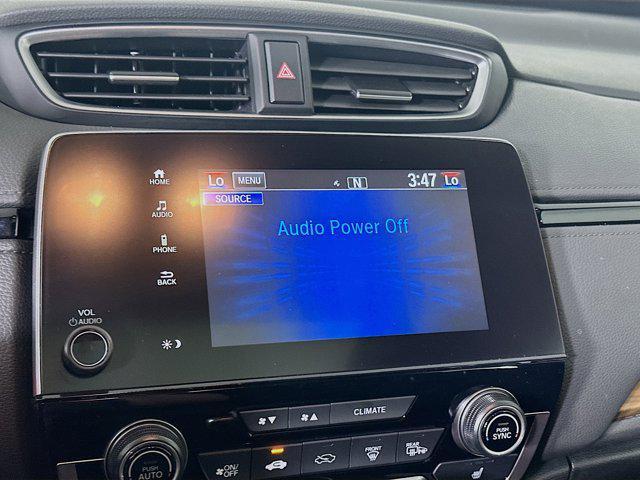 Lo MENU N 3:47 Lo
SOURCE
Audio Power Off
HOME
AUDIO
PHONE
BACK
VOL
AUDIO
CLIMATE
PUSH
AUTO
ON/
OFF
FRONT
REAR
PUSH
SYNC